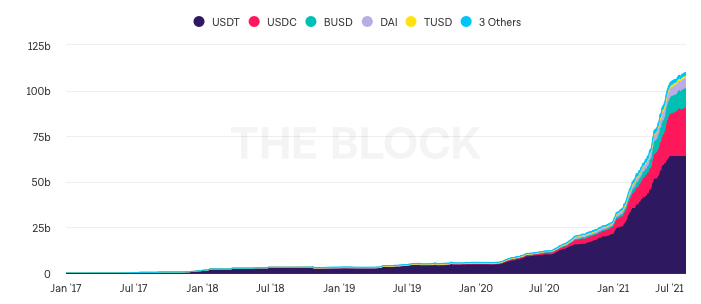 USDT USDC BUSD DAI TUSD 3 Others
125b
100b
75b
THE BLOCK
50b
25b
0
Jan '17 Jul '17 Jan '18 Jul '18 Jan '19 Jul '19 Jan '20 Jul '20 Jan '21 Jul '21